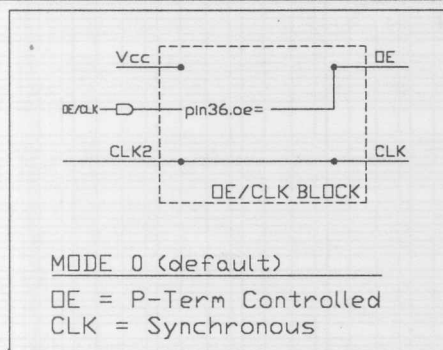 Vcc
OE
OE/CLK
pin36.oe=
CLK2
CLK
OE/CLK BLOCK
MODE 0 (default)
OE = P-Term Controlled
CLK = Synchronous